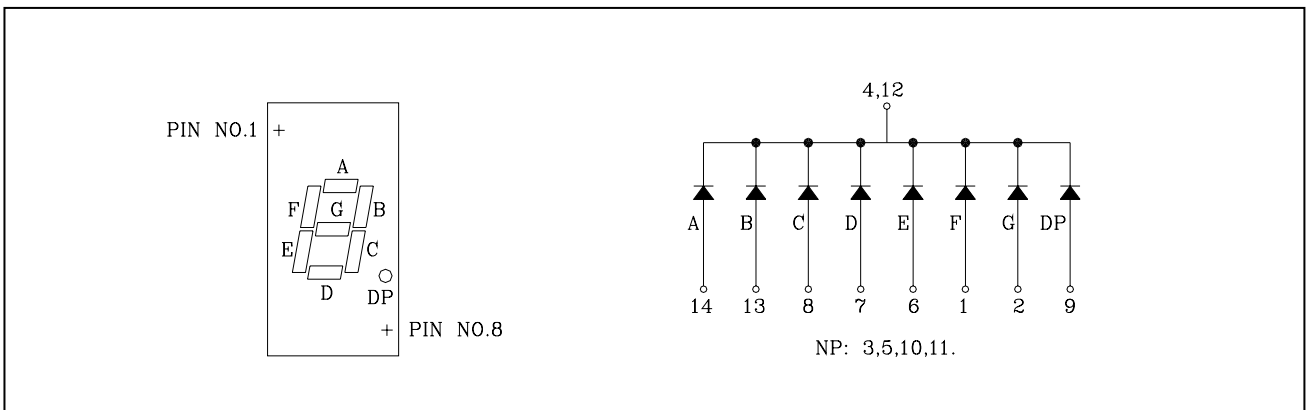 PIN NO.1
A
F G B
E C
D DP
PIN NO.8
4,12
A B C D E F G DP
14 13 8 7 6 1 2 9
NP: 3,5,10,11.